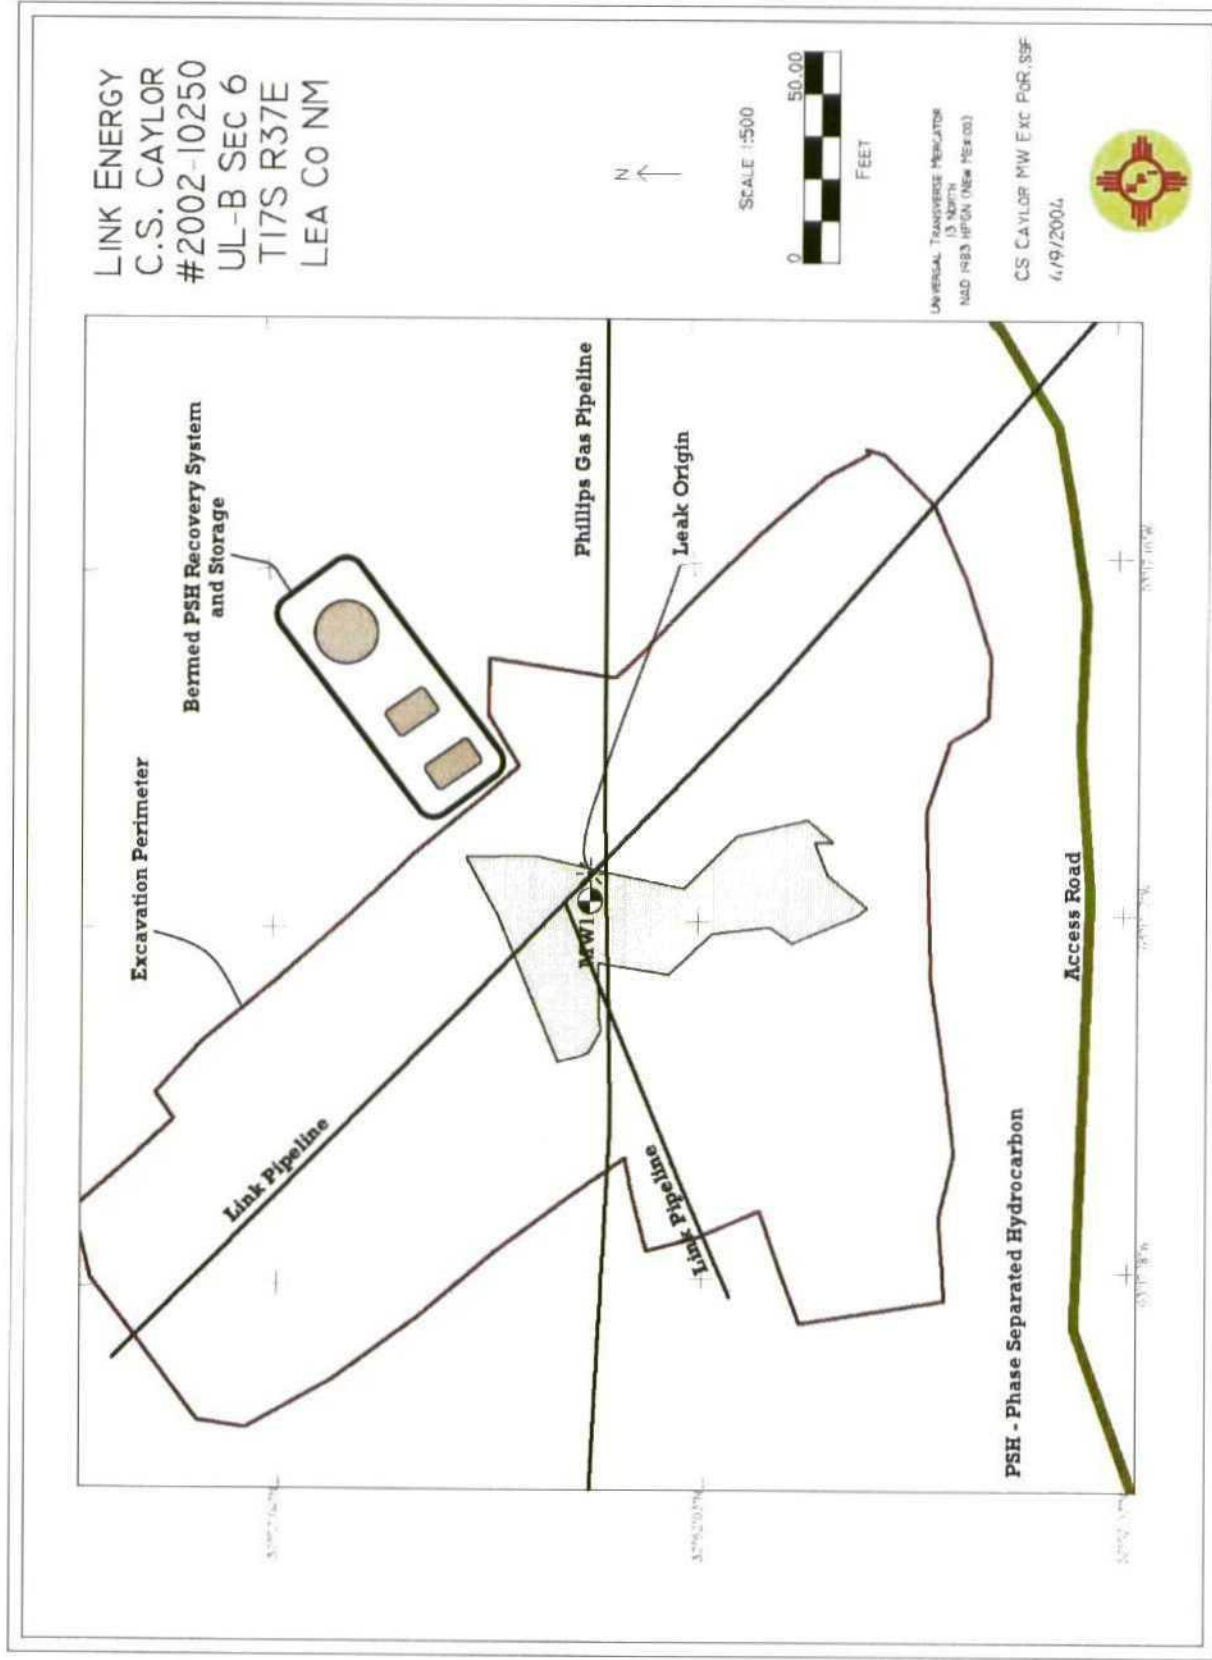 LINK ENERGY
C.S. CAYLOR
#2002-10250
UL-B SEC 6
T17S R37E
LEA CO NM
N
SCALE 1:500
0
50.00
FEET
UNIVERSAL TRANSVERSE MERCATOR
13 NORTH
NAD 1983 HPGN (NEW MEXICO)
CS CAYLOR MW EXC POR.SSF
4/9/2004
Bermed PSH Recovery System
and Storage
Excavation Perimeter
Phillips Gas Pipeline
Leak Origin
MW1
Link Pipeline
Link Pipeline
Access Road
PSH - Phase Separated Hydrocarbon